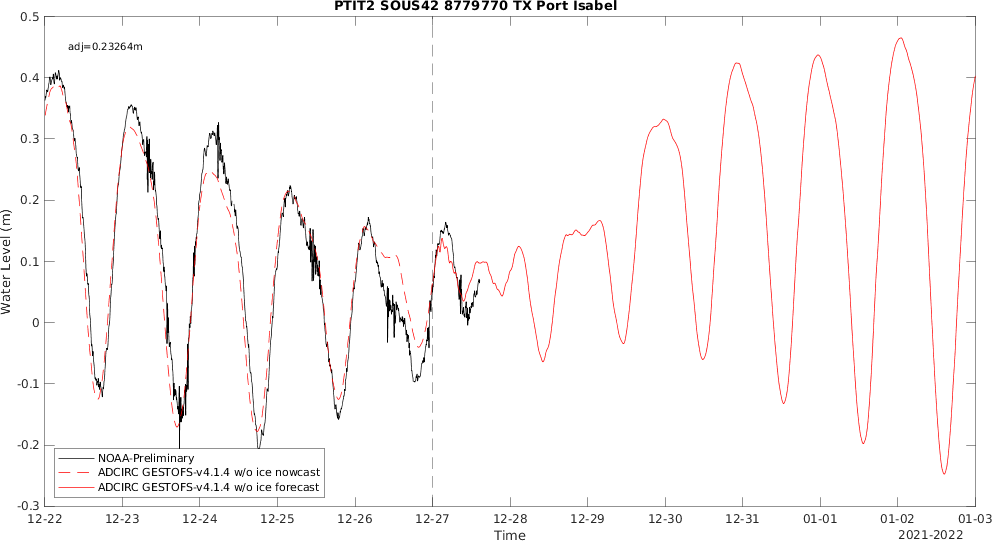 PTIT2 SOUS42 8779770 TX Port Isabel
adj=0.23264m
Water Level (m)
0.5
0.4
0.3
0.2
0.1
0
-0.1
-0.2
-0.3
NOAA-Preliminary
ADCIRC GESTOFS-v4.1.4 w/o ice nowcast
ADCIRC GESTOFS-v4.1.4 w/o ice forecast
12-22 12-23 12-24 12-25 12-26 12-27 12-28 12-29 12-30 12-31 01-01 01-02 01-03
Time
2021-2022